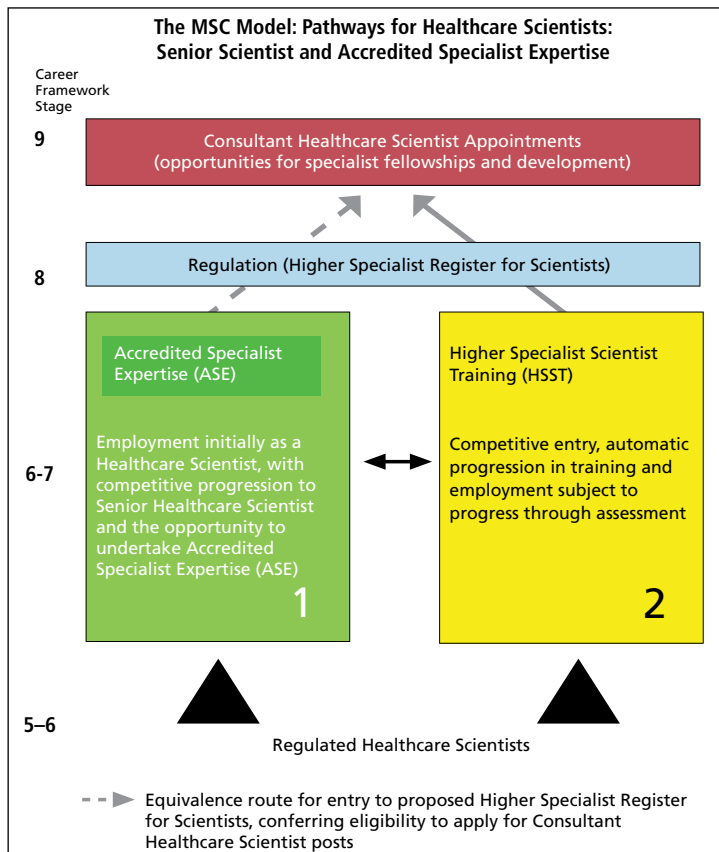 The MSC Model: Pathways for Healthcare Scientists:
Senior Scientist and Accredited Specialist Expertise
Career
Framework
Stage
9
Consultant Healthcare Scientist Appointments
(opportunities for specialist fellowships and development)
8
Regulation (Higher Specialist Register for Scientists)
Accredited Specialist
Expertise (ASE)
Employment initially as a
Healthcare Scientist, with
competitive progression to
Senior Healthcare Scientist
and the opportunity to
undertake Accredited
Specialist Expertise (ASE)
1
Higher Specialist Scientist
Training (HSST)
Competitive entry, automatic
progression in training and
employment subject to
progress through assessment
2
6-7
5–6
Regulated Healthcare Scientists
Equivalence route for entry to proposed Higher Specialist Register
for Scientists, conferring eligibility to apply for Consultant
Healthcare Scientist posts